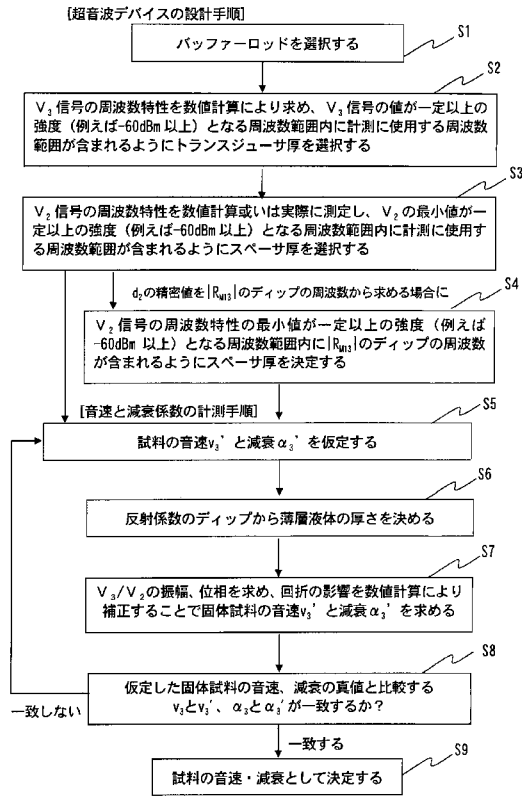 [超音波デバイスの設計手順]
S1
バッファーロッドを選択する
S2
V₃信号の周波数特性を数値計算により求め、V₃信号の値が一定以上の
強度（例えば-60dBm以上）となる周波数範囲内に計測に使用する周波数
範囲が含まれるようにトランスジューサ厚を選択する
S3
V₂信号の周波数特性を数値計算或いは実際に測定し、V₂の最小値が一
定以上の強度（例えば-60dBm以上）となる周波数範囲内に計測に使用す
る周波数範囲が含まれるようにスペーサ厚を選択する
d₂の精密値を|R_M13|のディップの周波数から求める場合に
S4
V₂信号の周波数特性の最小値が一定以上の強度（例えば
-60dBm以上）となる周波数範囲内に|R_M13|のディップの周波数
が含まれるようにスペーサ厚を決定する
[音速と減衰係数の計測手順]
S5
試料の音速v₃'と減衰α₃'を仮定する
S6
反射係数のディップから薄層液体の厚さを決める
S7
V₃/V₂の振幅、位相を求め、回折の影響を数値計算により
補正することで固体試料の音速v₃'と減衰α₃'を求める
S8
仮定した固体試料の音速、減衰の真値と比較する
v₃とv₃'、α₃とα₃'が一致するか？
一致しない
一致する
S9
試料の音速・減衰として決定する